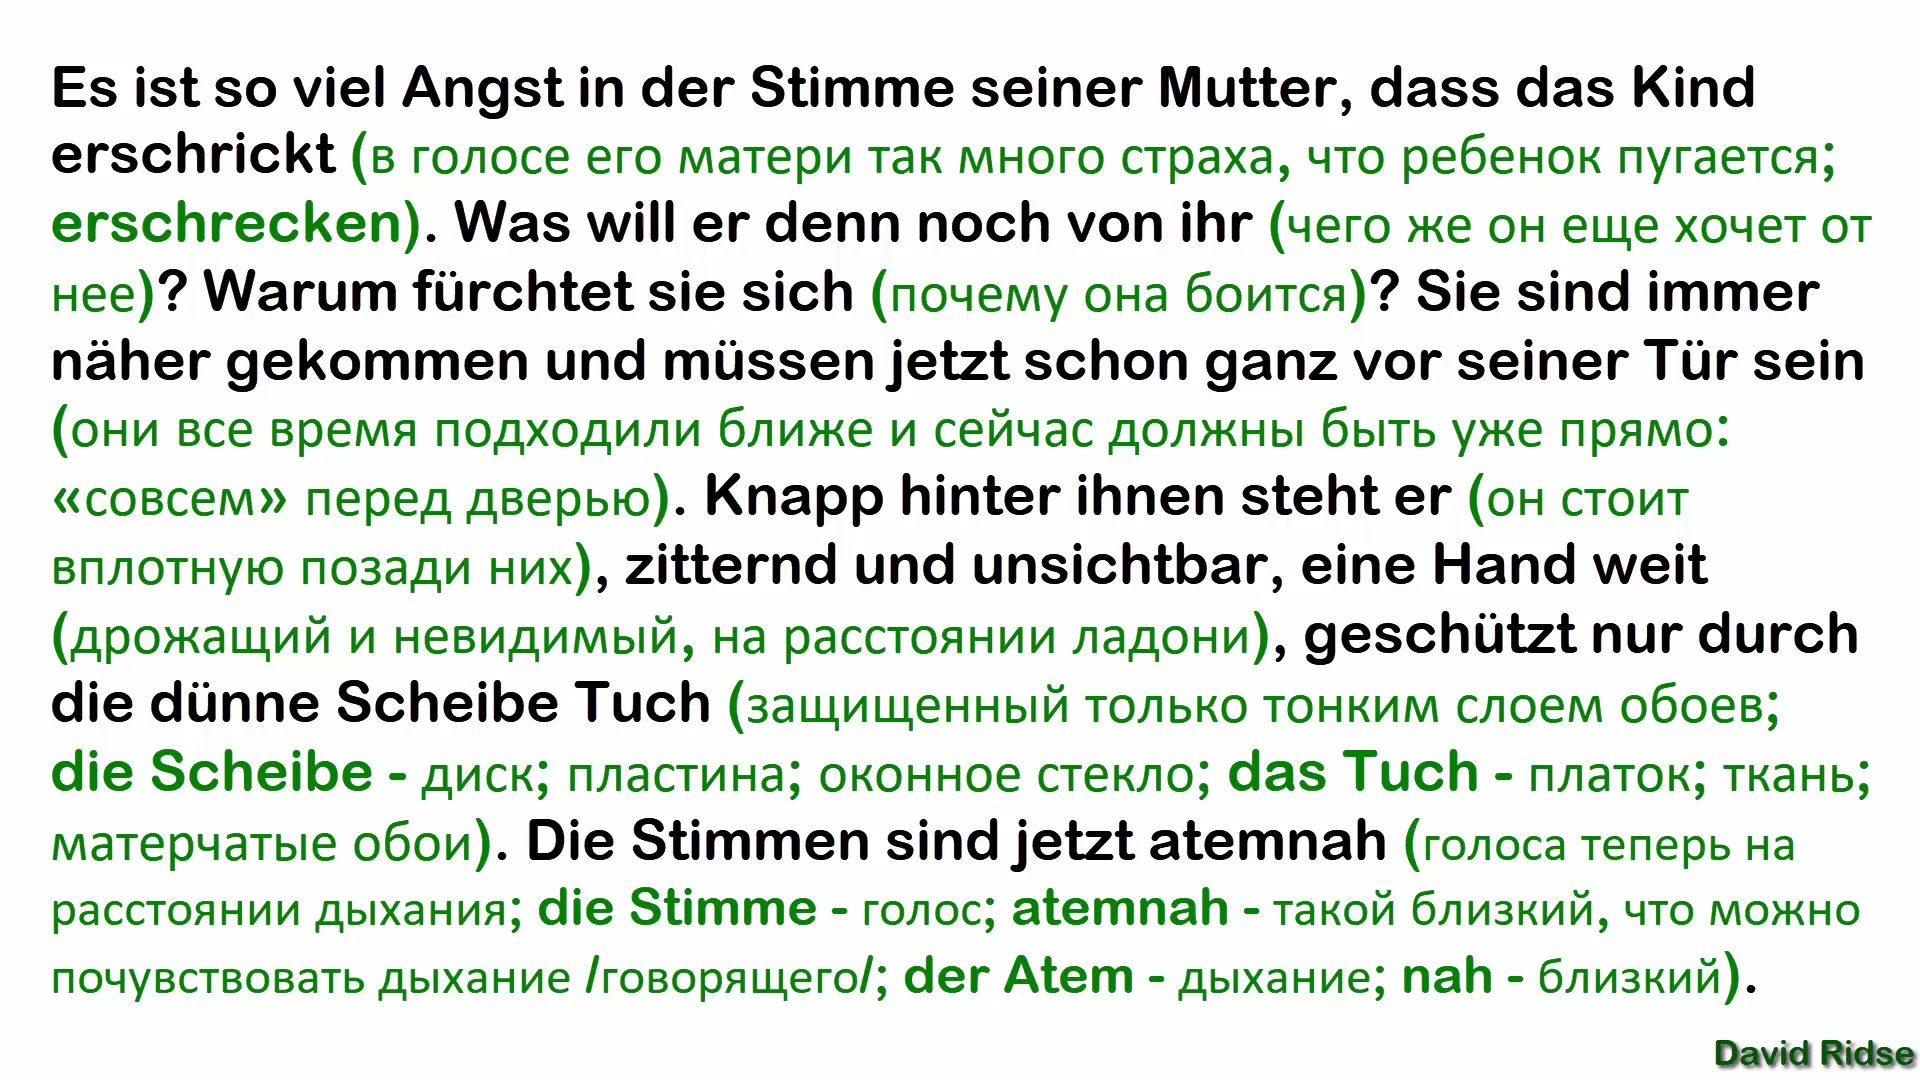 Es ist so viel Angst in der Stimme seiner Mutter, dass das Kind
erschrickt (в голосе его матери так много страха, что ребенок пугается;
erschrecken). Was will er denn noch von ihr (чего же он еще хочет от
нее)? Warum fürchtet sie sich (почему она боится)? Sie sind immer
näher gekommen und müssen jetzt schon ganz vor seiner Tür sein
(они все время подходили ближе и сейчас должны быть уже прямо:
«совсем» перед дверью). Knapp hinter ihnen steht er (он стоит
вплотную позади них), zitternd und unsichtbar, eine Hand weit
(дрожащий и невидимый, на расстоянии ладони), geschützt nur durch
die dünne Scheibe Tuch (защищенный только тонким слоем обоев;
die Scheibe - диск; пластина; оконное стекло; das Tuch - платок; ткань;
матерчатые обои). Die Stimmen sind jetzt atemnah (голоса теперь на
расстоянии дыхания; die Stimme - голос; atemnah - такой близкий, что можно
почувствовать дыхание /говорящего/; der Atem - дыхание; nah - близкий).
David Ridse